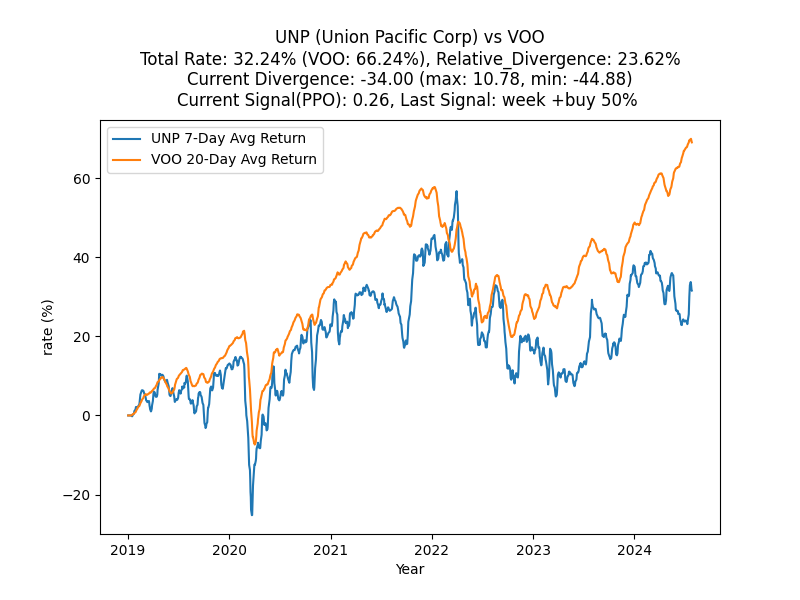 UNP (Union Pacific Corp) vs VOO
Total Rate: 32.24% (VOO: 66.24%), Relative_Divergence: 23.62%
Current Divergence: -34.00 (max: 10.78, min: -44.88)
Current Signal(PPO): 0.26, Last Signal: week +buy 50%
UNP 7-Day Avg Return
VOO 20-Day Avg Return
60
40
20
0
−20
rate (%)
2019 2020 2021 2022 2023 2024
Year